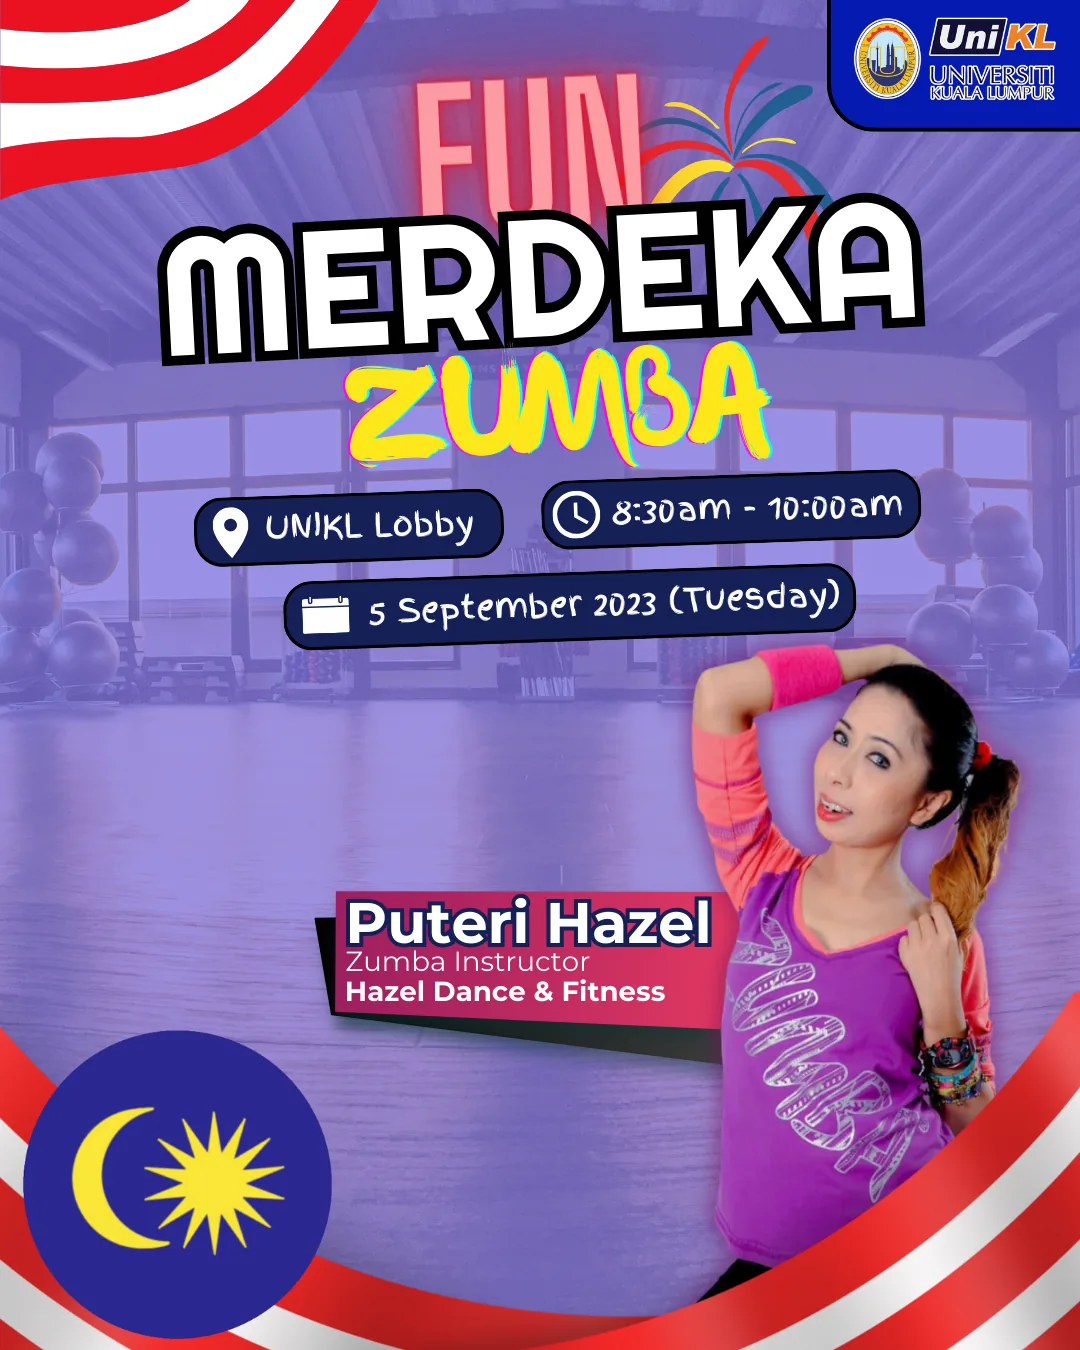 UniKL
UNIVERSITI
KUALA LUMPUR
FUN
MERDEKA
ZUMBA
UNIKL Lobby
8:30am - 10:00am
5 September 2023 (Tuesday)
Puteri Hazel
Zumba Instructor
Hazel Dance & Fitness
ZUMBA